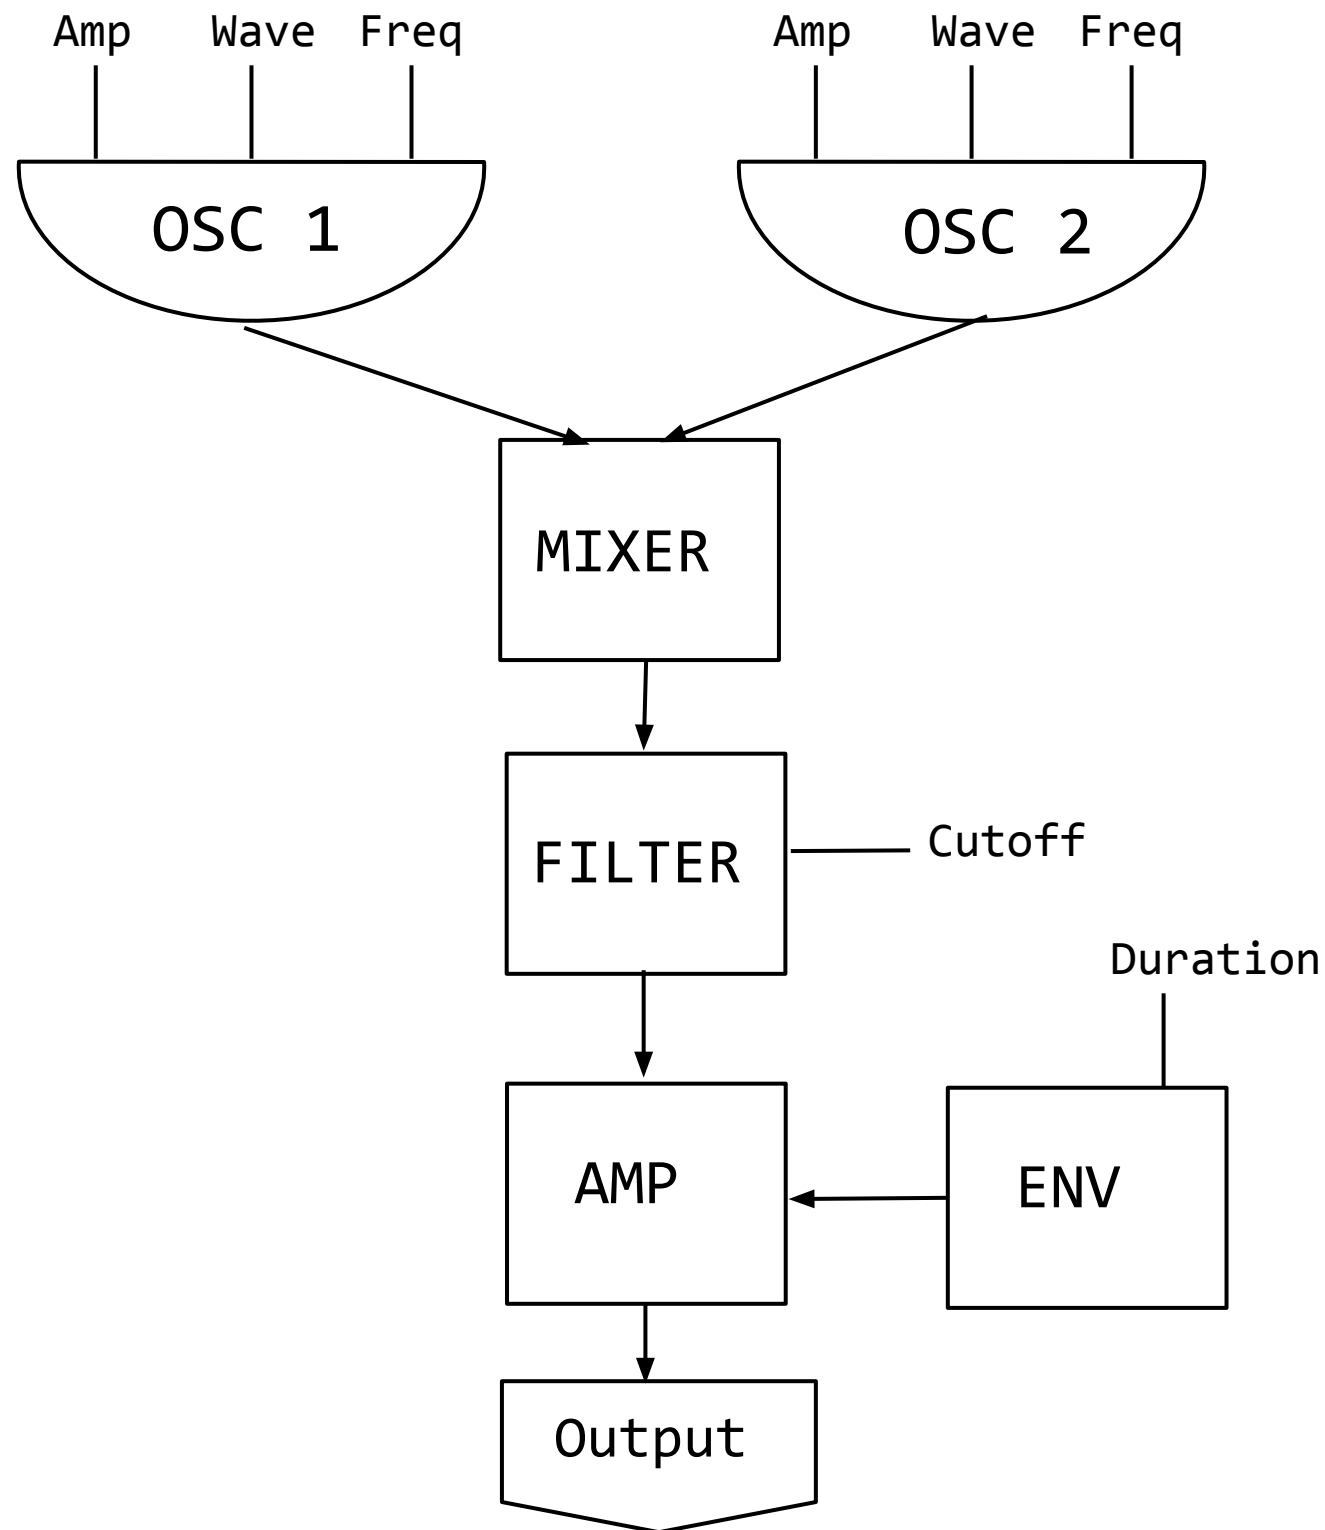 Amp Wave Freq Amp Wave Freq
OSC 1 OSC 2
MIXER
FILTER
Cutoff
Duration
AMP
ENV
Output